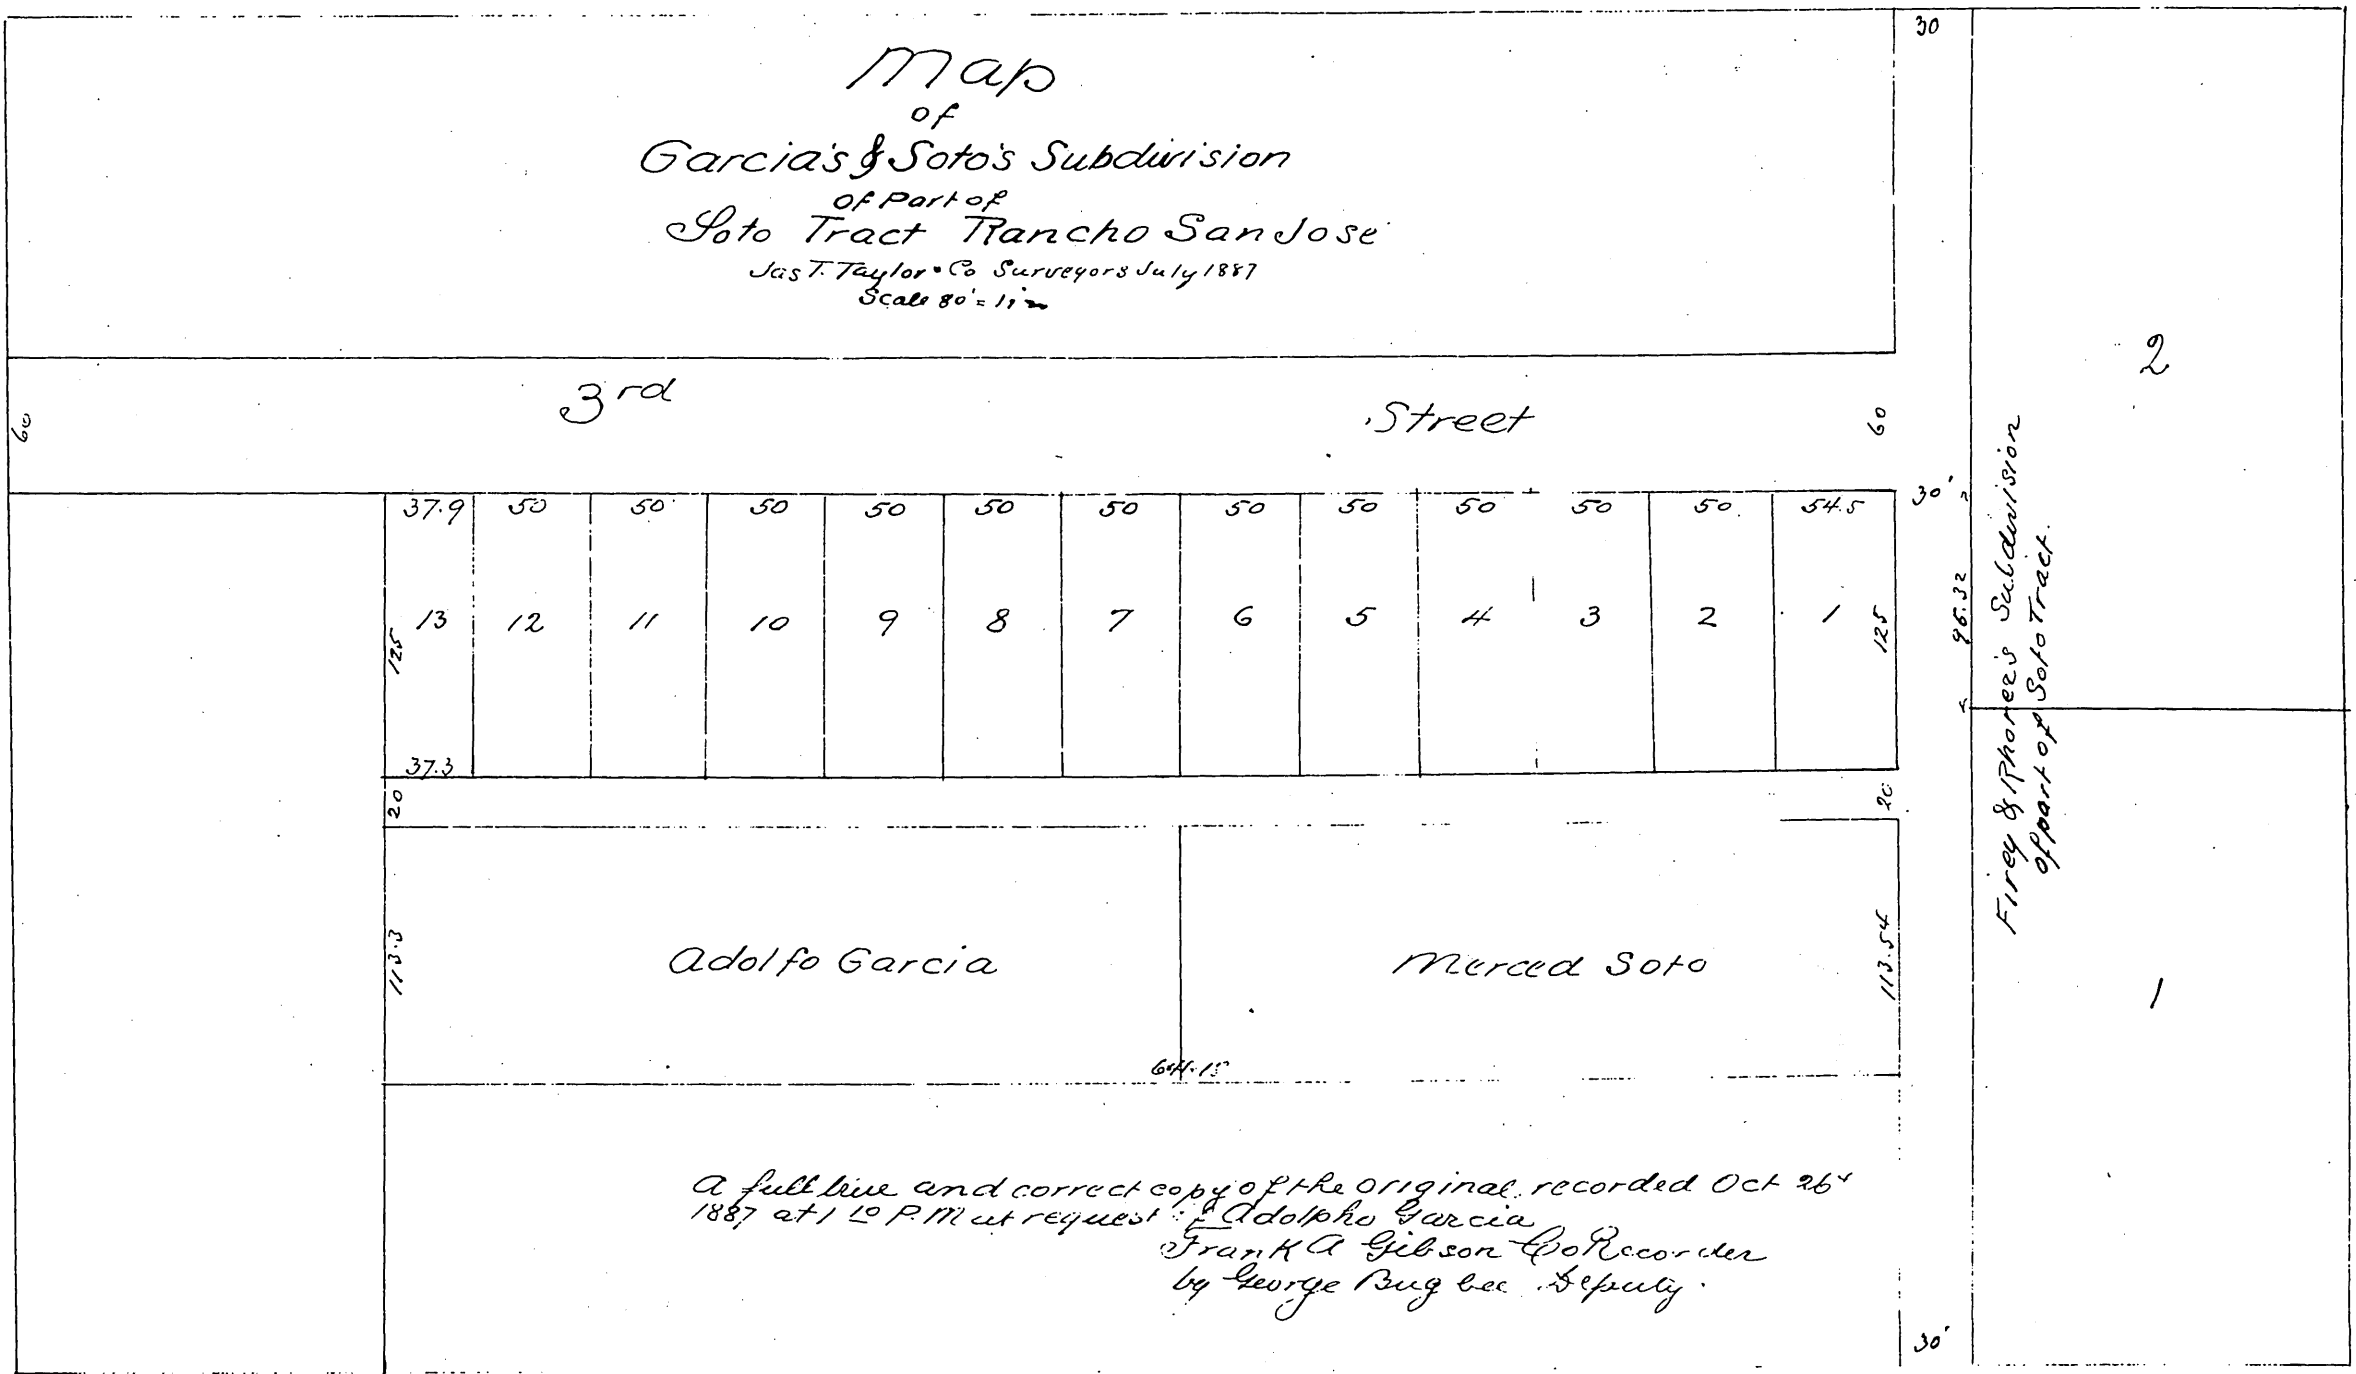 Map
of
Garcia's & Soto's Subdivision
of Part of
Soto Tract Rancho San Jose
Jas T. Taylor & Co Surveyors July 1887
Scale 80' = 1 in
30
2
3rd Street
60
60
30'
37.9 50 50 50 50 50 50 50 50 50 50 50 54.5
13 12 11 10 9 8 7 6 5 4 3 2 1
125
125
96.32
37.3
20
20
Firey & Rhorer's Subdivision
of part of Soto Tract.
Adolfo Garcia
Merced Soto
113.3
113.54
1
A full true and correct copy of the original recorded Oct 26
1887 at 1 10 P.M at request of Adolpho Garcia
Frank A Gibson Co Recorder
by George Bugbee Deputy.
30'